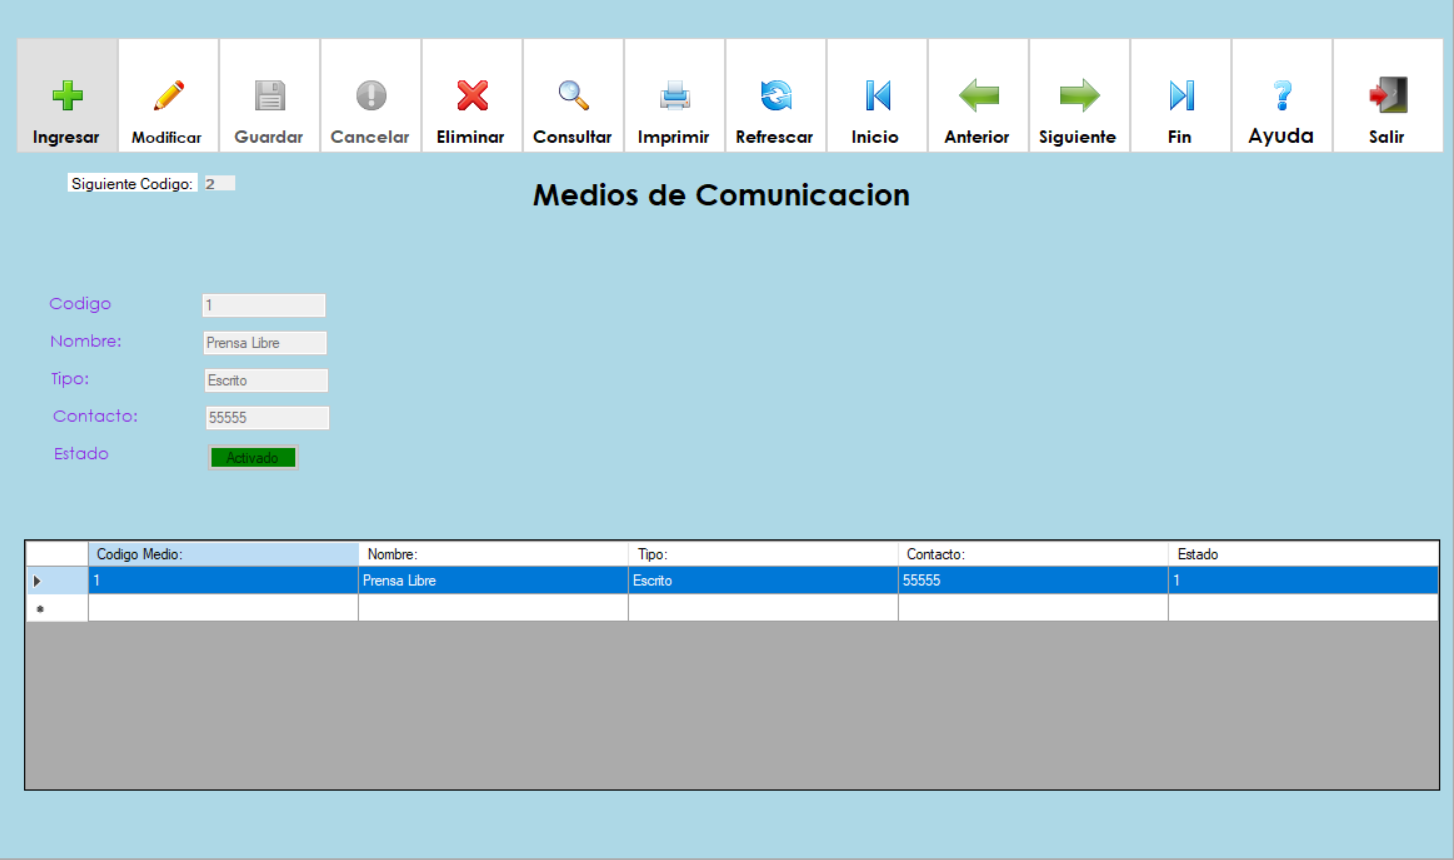 Ingresar Modificar Guardar Cancelar Eliminar Consultar Imprimir Refrescar Inicio Anterior Siguiente Fin Ayuda Salir
Siguiente Codigo: 2
Medios de Comunicacion
Codigo 1
Nombre: Prensa Libre
Tipo: Escrito
Contacto: 55555
Estado Activado
Codigo Medio: Nombre: Tipo: Contacto: Estado
1 Prensa Libre Escrito 55555 1